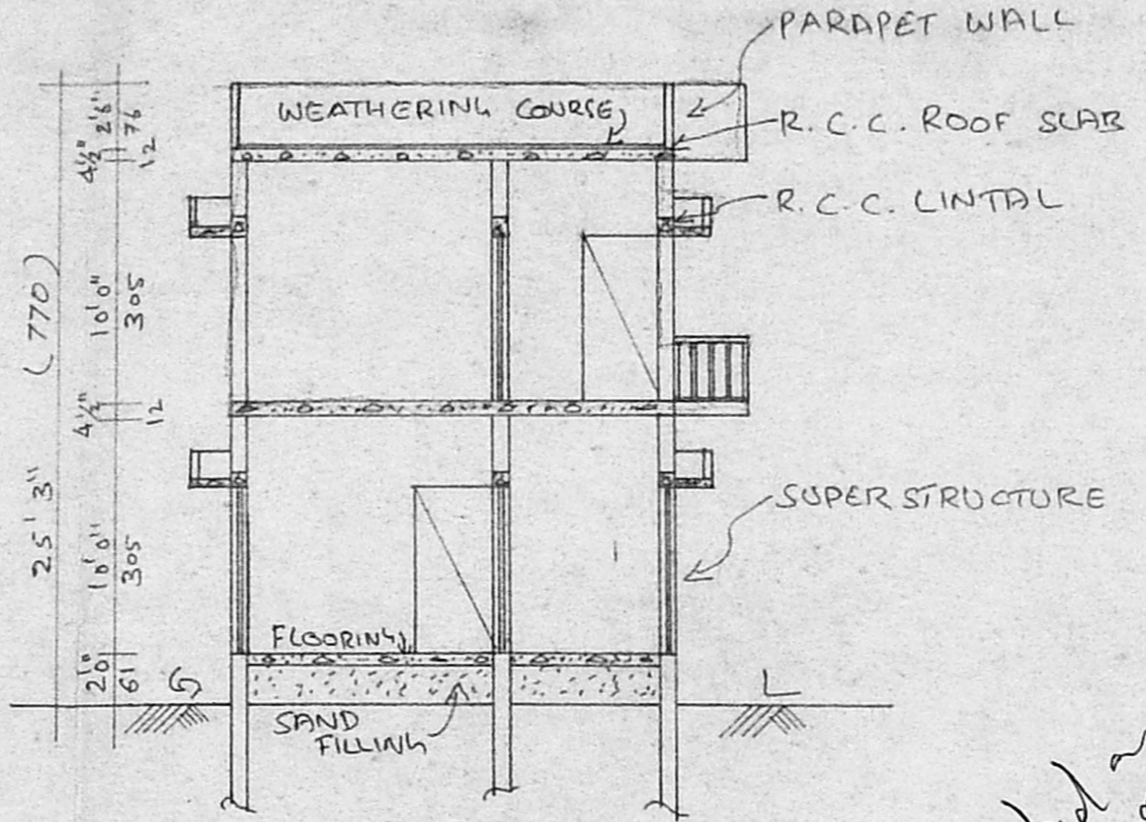 PARAPET WALL
WEATHERING COURSE
R.C.C. ROOF SLAB
R.C.C. LINTAL
SUPER STRUCTURE
FLOORING
SAND
FILLING
G
L
25'3"
(770)
2'6"
76
4½"
12
10'0"
305
4½"
12
10'0"
305
2'0"
61